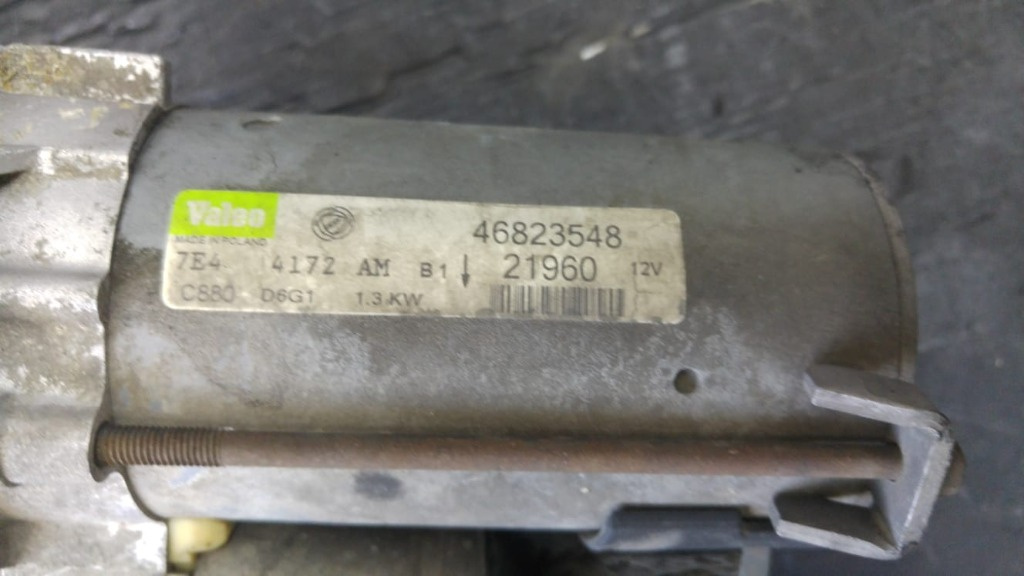 Valeo
MADE IN POLAND
46823548
7E4 4172 AM B1 ↓ 21960 12V
C880 D6G1 1.3 KW